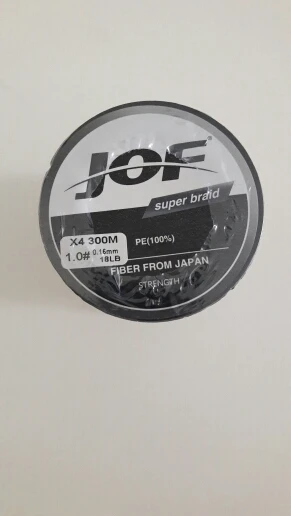 JOF®
super braid
X4 300M
PE(100%)
1.0# 0.16mm 18LB
FIBER FROM JAPAN
STRENGTH